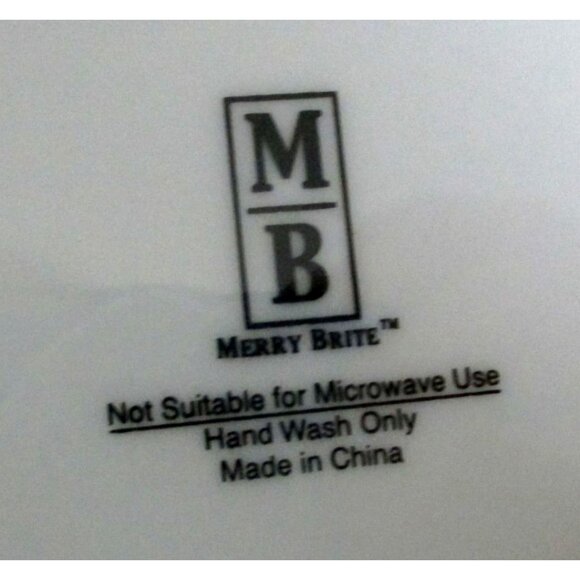 M
B
MERRY BRITE™
Not Suitable for Microwave Use
Hand Wash Only
Made in China